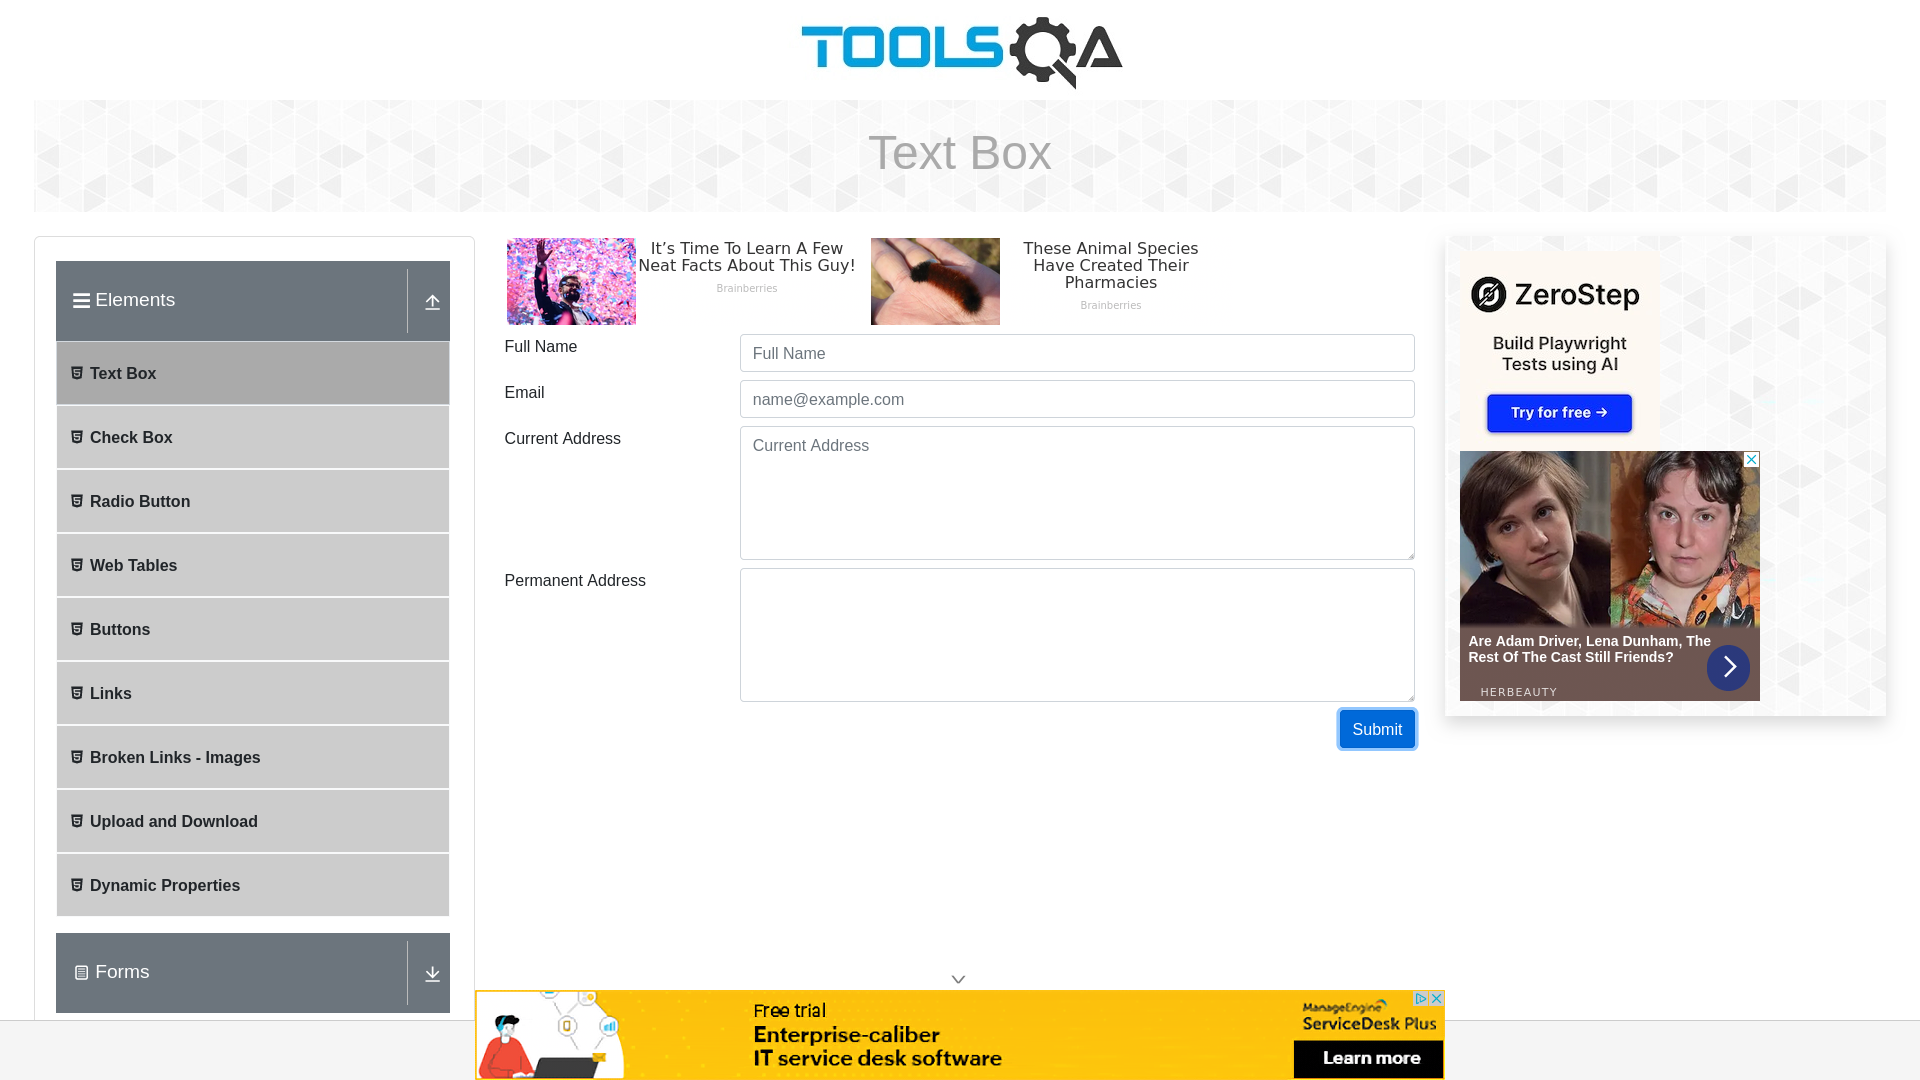 TOOLSQA
Text Box
Elements
Text Box
Check Box
Radio Button
Web Tables
Buttons
Links
Broken Links - Images
Upload and Download
Dynamic Properties
Forms
It’s Time To Learn A Few
Neat Facts About This Guy!
Brainberries
These Animal Species
Have Created Their
Pharmacies
Brainberries
Full Name
Full Name
Email
name@example.com
Current Address
Current Address
Permanent Address
Submit
ZeroStep
Build Playwright
Tests using AI
Try for free →
Are Adam Driver, Lena Dunham, The
Rest Of The Cast Still Friends?
HERBEAUTY
Free trial
Enterprise-caliber
IT service desk software
ManageEngine
ServiceDesk Plus
Learn more